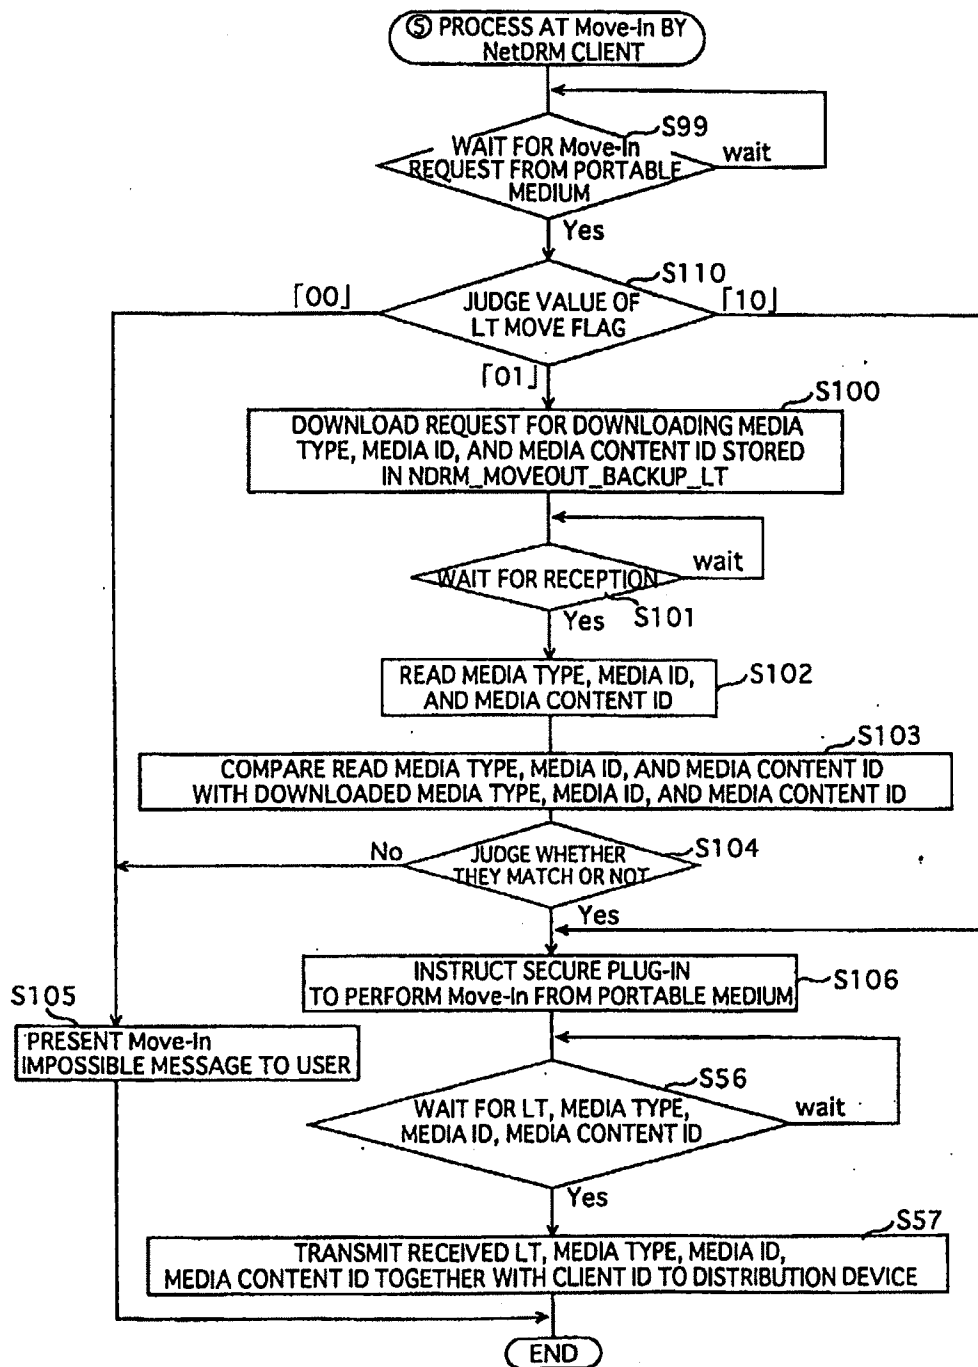 ⑤ PROCESS AT Move-In BY
NetDRM CLIENT
S99
WAIT FOR Move-In
REQUEST FROM PORTABLE
MEDIUM
wait
Yes
S110
「00」
JUDGE VALUE OF
LT MOVE FLAG
「10」
「01」
S100
DOWNLOAD REQUEST FOR DOWNLOADING MEDIA
TYPE, MEDIA ID, AND MEDIA CONTENT ID STORED
IN NDRM_MOVEOUT_BACKUP_LT
wait
WAIT FOR RECEPTION
S101
Yes
READ MEDIA TYPE, MEDIA ID,
AND MEDIA CONTENT ID
S102
S103
COMPARE READ MEDIA TYPE, MEDIA ID, AND MEDIA CONTENT ID
WITH DOWNLOADED MEDIA TYPE, MEDIA ID, AND MEDIA CONTENT ID
No
JUDGE WHETHER
THEY MATCH OR NOT
S104
Yes
INSTRUCT SECURE PLUG-IN
TO PERFORM Move-In FROM PORTABLE MEDIUM
S106
S105
PRESENT Move-In
IMPOSSIBLE MESSAGE TO USER
S56
WAIT FOR LT, MEDIA TYPE,
MEDIA ID, MEDIA CONTENT ID
wait
Yes
S57
TRANSMIT RECEIVED LT, MEDIA TYPE, MEDIA ID,
MEDIA CONTENT ID TOGETHER WITH CLIENT ID TO DISTRIBUTION DEVICE
END